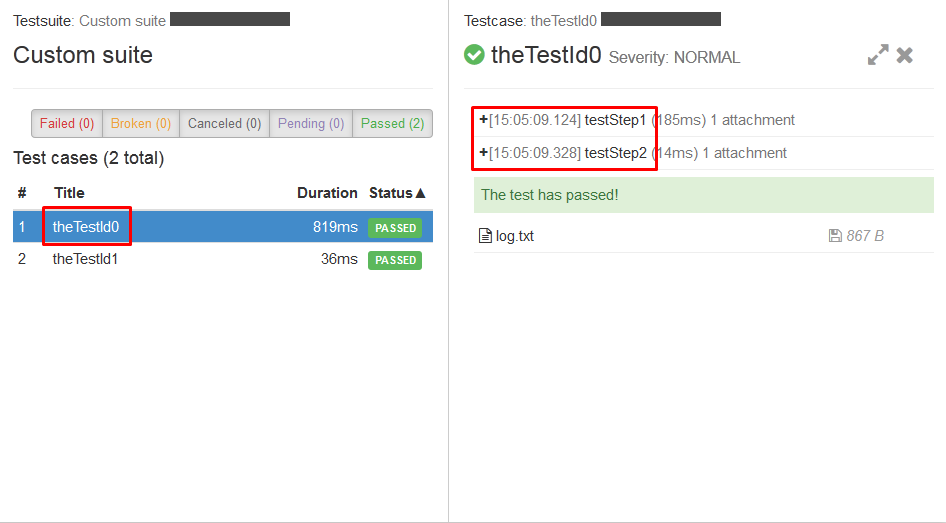 Testsuite: Custom suite
Custom suite
Failed (0) Broken (0) Canceled (0) Pending (0) Passed (2)
Test cases (2 total)
# Title Duration Status▲
1 theTestId0 819ms PASSED
2 theTestId1 36ms PASSED
Testcase: theTestId0
theTestId0 Severity: NORMAL
+[15:05:09.124] testStep1 (185ms) 1 attachment
+[15:05:09.328] testStep2 (14ms) 1 attachment
The test has passed!
log.txt 867 B